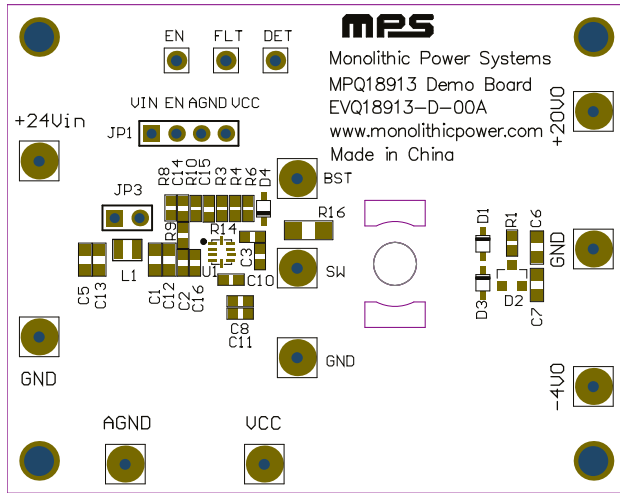 MPS
EN FLT DET
Monolithic Power Systems
MPQ18913 Demo Board
EVQ18913-D-00A
www.monolithicpower.com
Made in China
VIN EN AGND VCC
JP1
+24Vin
+20VO
JP3
R8 C14 R10 C15 R3 R4 R6 D4
BST
R16
R9
R14
U1
C3
C10
SW
L1
C5 C13
C1 C12 C2 C16
C8
C11
D1 R1 C6
GND
D3 D2 C7
GND
GND
-4VO
AGND
VCC